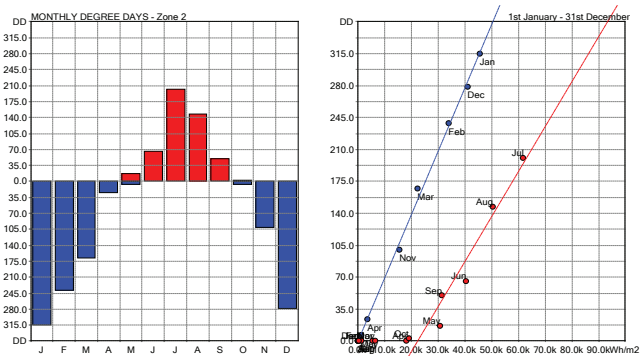 MONTHLY DEGREE DAYS - Zone 2
DD
315.0
280.0
245.0
210.0
175.0
140.0
105.0
70.0
35.0
0.0
35.0
70.0
105.0
140.0
175.0
210.0
245.0
280.0
315.0
DD
J F M A M J J A S O N D
1st January - 31st December
DD
315.0
280.0
245.0
210.0
175.0
140.0
105.0
70.0
35.0
Jan
Dec
Feb
Jul
Mar
Aug
Nov
Jun
Sep
Apr
May
Oct
10.0k 20.0k 30.0k 40.0k 50.0k 60.0k 70.0k 80.0k 90.0k Wh/m2